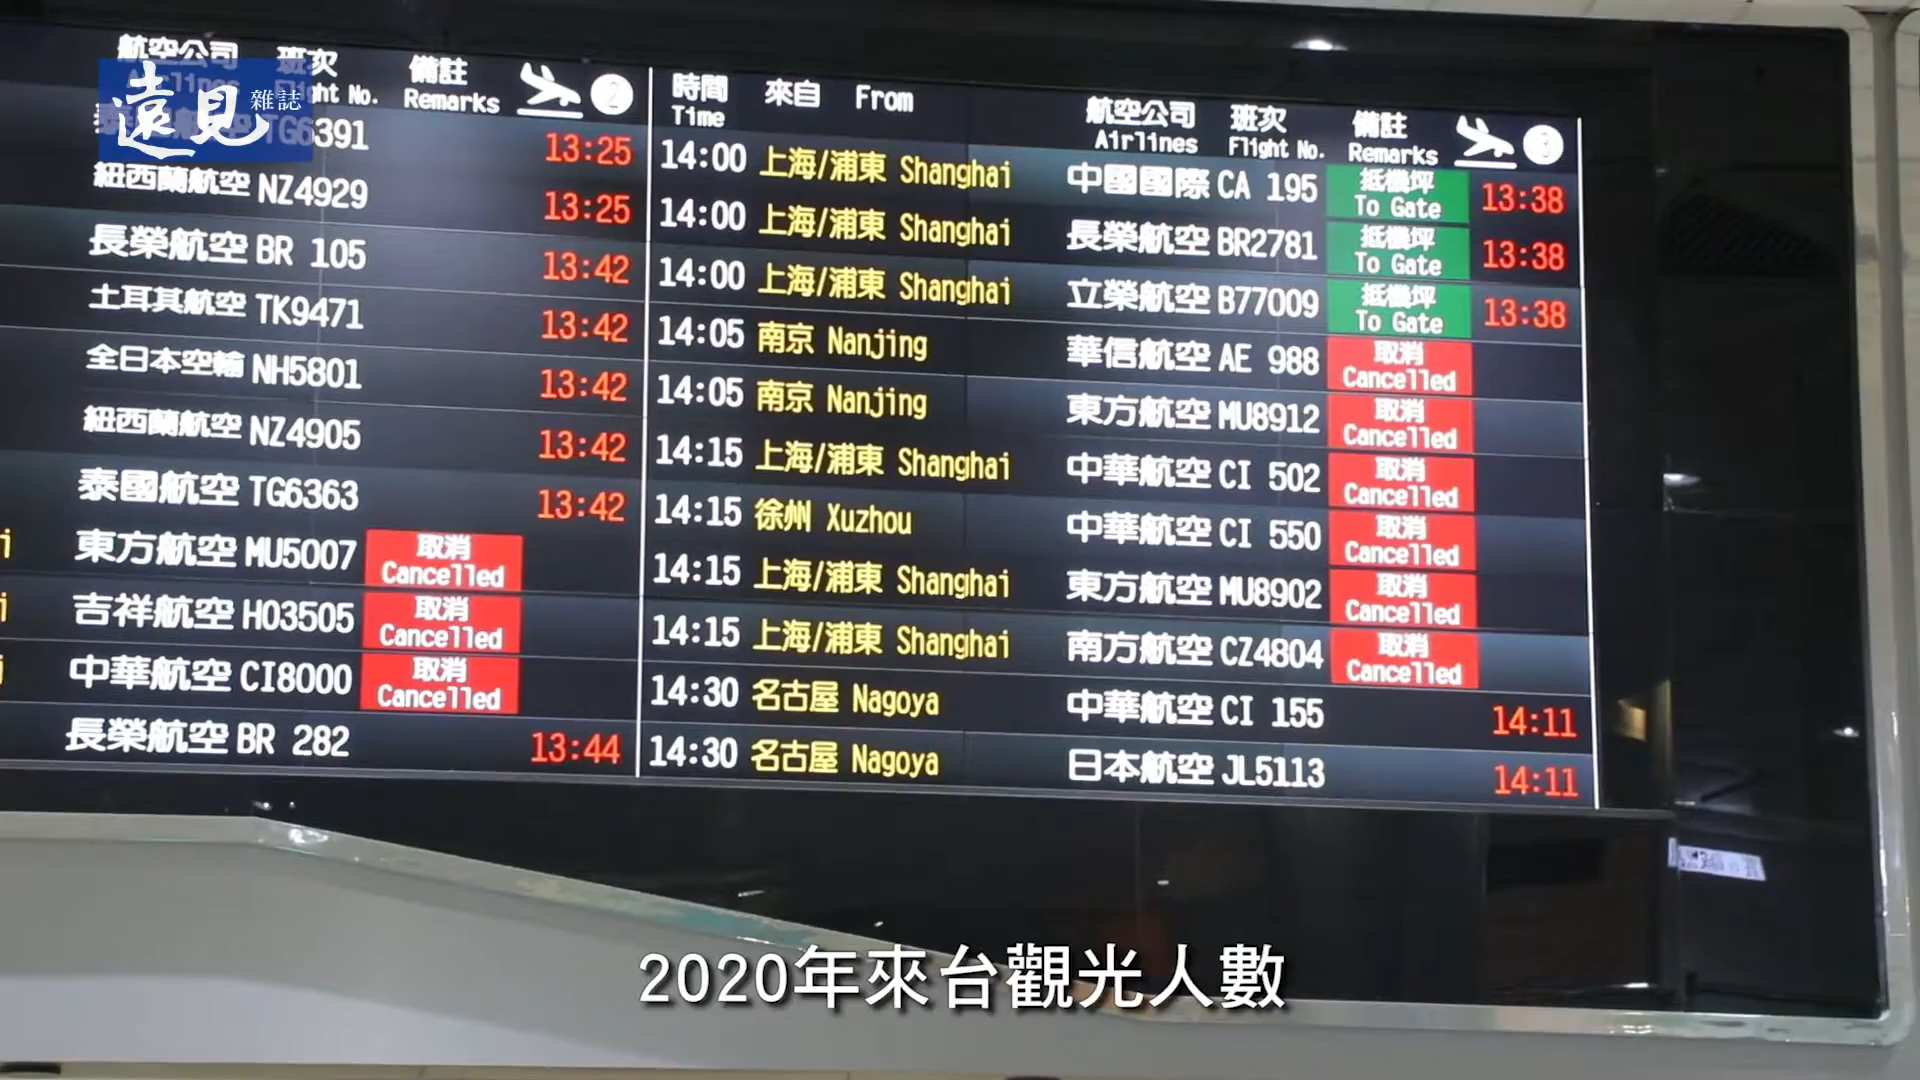 遠見雜誌
航空公司 班次 備註 2
Airlines Flight No. Remarks
泰國航空 TG6391 13:25
紐西蘭航空 NZ4929 13:25
長榮航空 BR 105 13:42
土耳其航空 TK9471 13:42
全日本空輸 NH5801 13:42
紐西蘭航空 NZ4905 13:42
泰國航空 TG6363 13:42
東方航空 MU5007 取消 Cancelled
吉祥航空 HO3505 取消 Cancelled
中華航空 CI8000 取消 Cancelled
長榮航空 BR 282 13:44
時間 來自 From 航空公司 班次 備註 3
Time Airlines Flight No. Remarks
14:00 上海/浦東 Shanghai 中國國際 CA 195 抵機坪 To Gate 13:38
14:00 上海/浦東 Shanghai 長榮航空 BR2781 抵機坪 To Gate 13:38
14:00 上海/浦東 Shanghai 立榮航空 B77009 抵機坪 To Gate 13:38
14:05 南京 Nanjing 華信航空 AE 988 取消 Cancelled
14:05 南京 Nanjing 東方航空 MU8912 取消 Cancelled
14:15 上海/浦東 Shanghai 中華航空 CI 502 取消 Cancelled
14:15 徐州 Xuzhou 中華航空 CI 550 取消 Cancelled
14:15 上海/浦東 Shanghai 東方航空 MU8902 取消 Cancelled
14:15 上海/浦東 Shanghai 南方航空 CZ4804 取消 Cancelled
14:30 名古屋 Nagoya 中華航空 CI 155 14:11
14:30 名古屋 Nagoya 日本航空 JL5113 14:11
2020年來台觀光人數